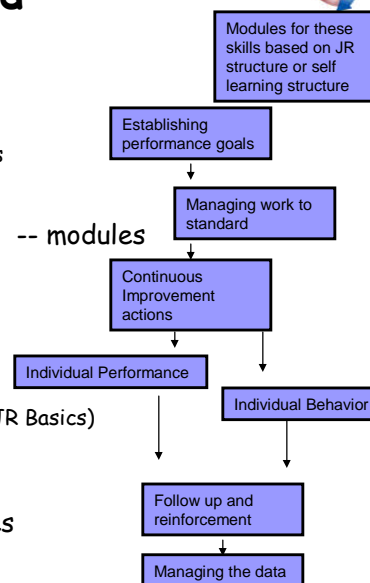 Modules for these
skills based on JR
structure or self
learning structure
Establishing
performance goals
Managing work to
standard
-- modules
Continuous
Improvement
actions
Individual Performance
Individual Behavior
JR Basics)
Follow up and
reinforcement
Managing the data